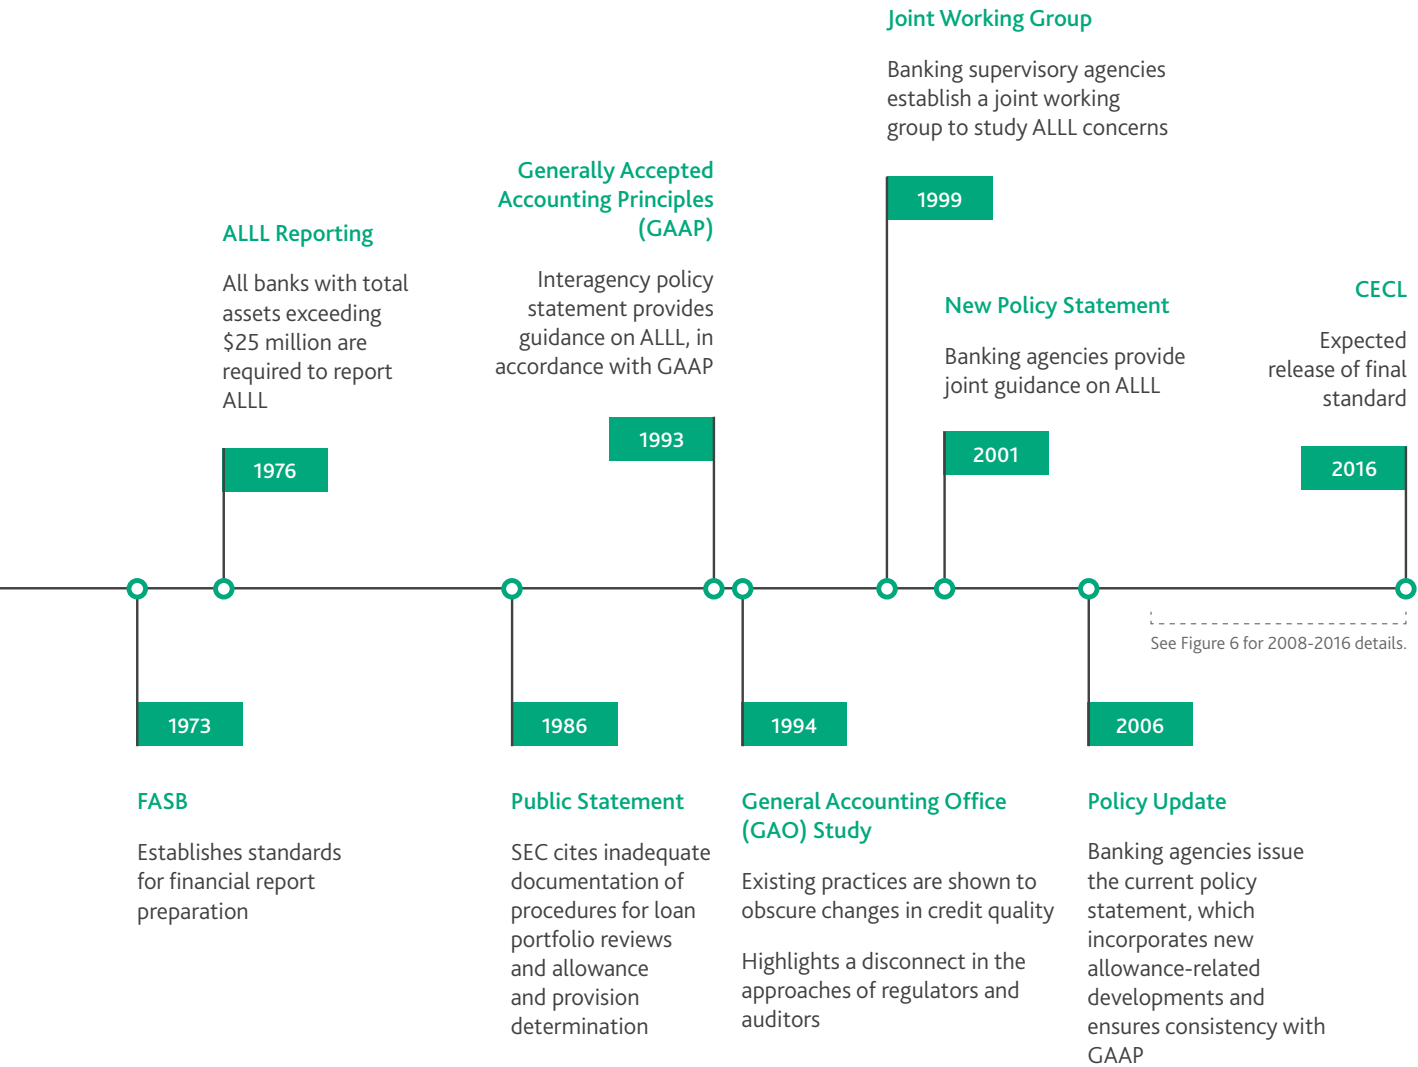 Joint Working Group
Banking supervisory agencies
establish a joint working
group to study ALLL concerns
1999
Generally Accepted
Accounting Principles
(GAAP)
Interagency policy
statement provides
guidance on ALLL, in
accordance with GAAP
1993
ALLL Reporting
All banks with total
assets exceeding
$25 million are
required to report
ALLL
1976
New Policy Statement
Banking agencies provide
joint guidance on ALLL
2001
CECL
Expected
release of final
standard
2016
See Figure 6 for 2008-2016 details.
1973
FASB
Establishes standards
for financial report
preparation
1986
Public Statement
SEC cites inadequate
documentation of
procedures for loan
portfolio reviews
and allowance
and provision
determination
1994
General Accounting Office
(GAO) Study
Existing practices are shown to
obscure changes in credit quality
Highlights a disconnect in the
approaches of regulators and
auditors
2006
Policy Update
Banking agencies issue
the current policy
statement, which
incorporates new
allowance-related
developments and
ensures consistency with
GAAP